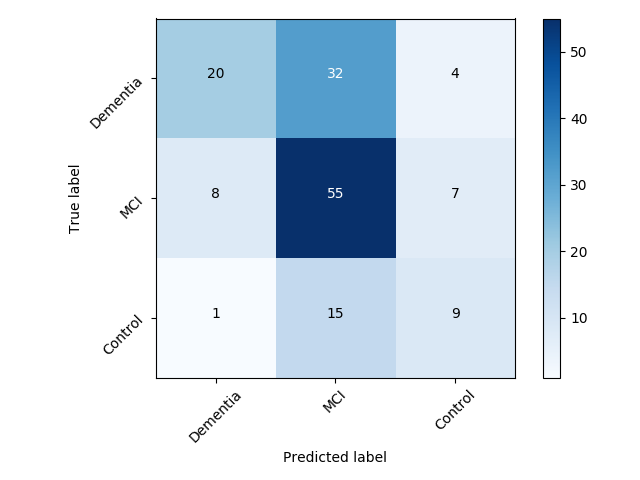 50
Dementia 20 32 4
40
30
MCI 8 55 7
20
Control 1 15 9
10
Dementia MCI Control
True label
Predicted label